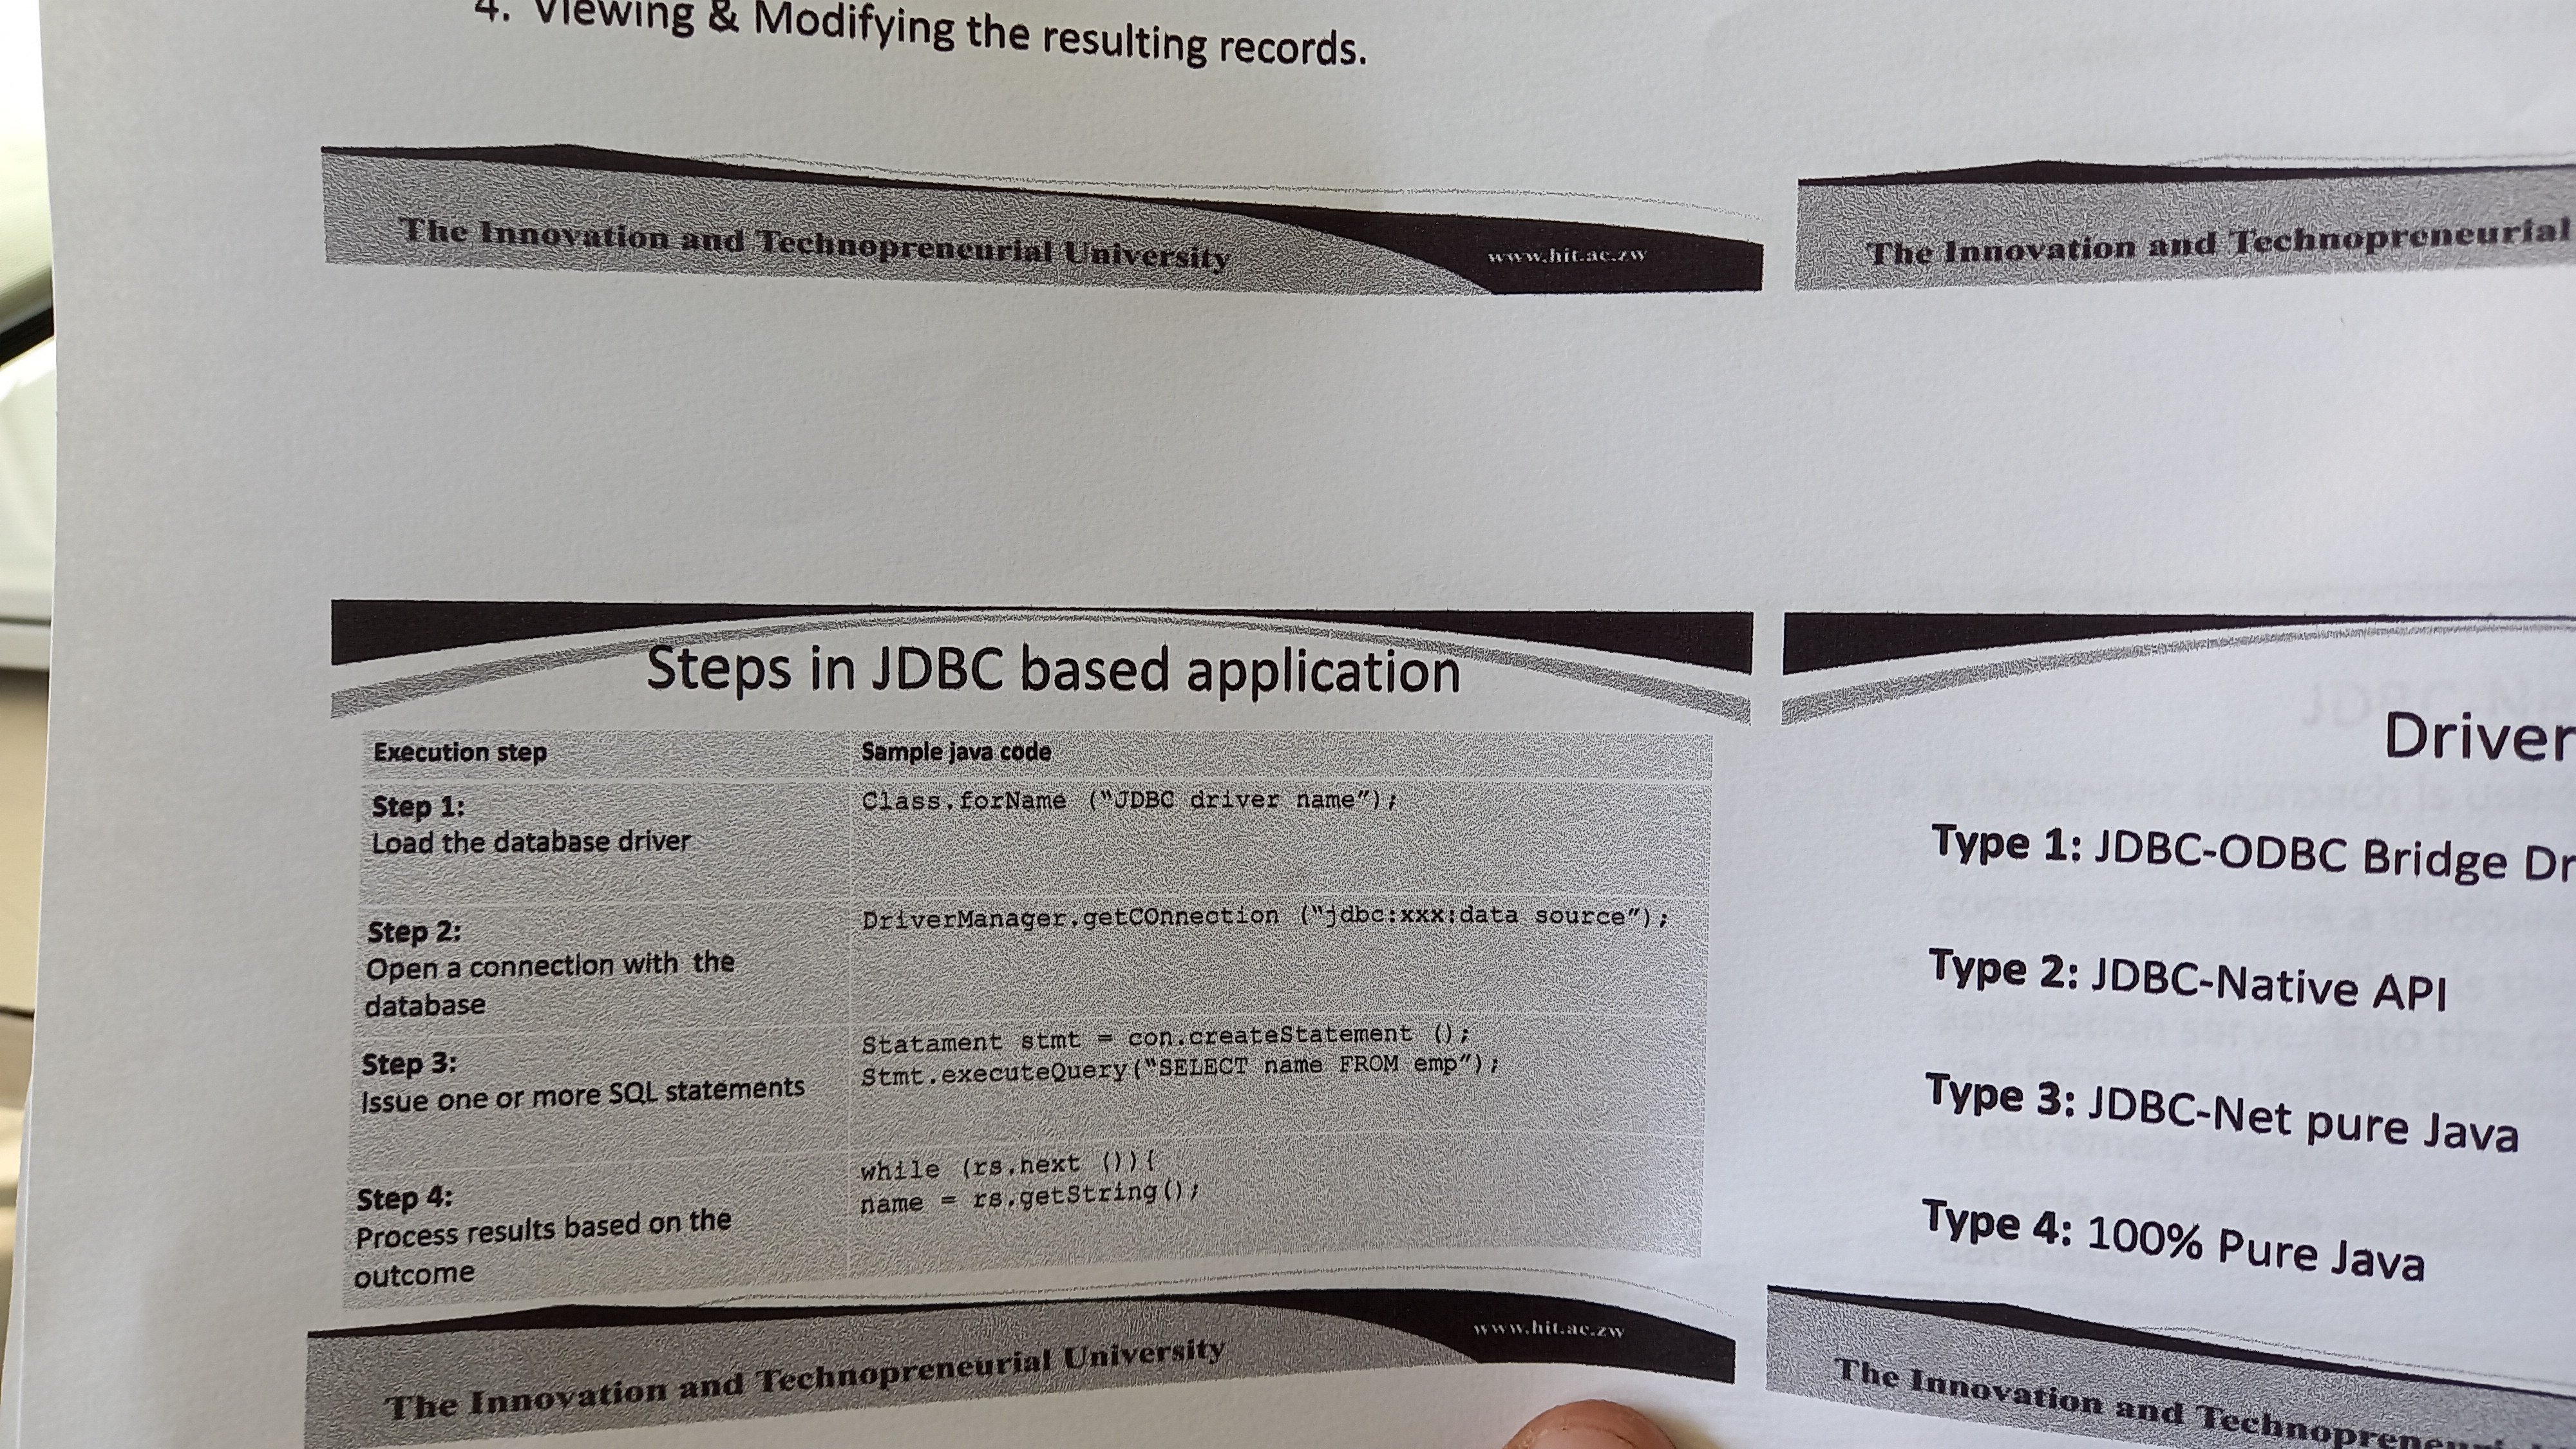 4. Viewing & Modifying the resulting records.
The Innovation and Technopreneurial University
www.hit.ac.zw
The Innovation and Technopreneurial
Steps in JDBC based application
Execution step
Sample java code
Step 1:
Load the database driver
Class.forName ("JDBC driver name");
Step 2:
Open a connection with the
database
DriverManager.getCOnnection ("jdbc:xxx:data source");
Step 3:
Issue one or more SQL statements
Statament stmt = con.createStatement ();
Stmt.executeQuery("SELECT name FROM emp");
Step 4:
Process results based on the
outcome
while (rs.hext ()){
name = rs.getString();
The Innovation and Technopreneurial University
www.hit.ac.zw
Driver
Type 1: JDBC-ODBC Bridge Dr
Type 2: JDBC-Native API
Type 3: JDBC-Net pure Java
Type 4: 100% Pure Java
The Innovation and Technopreneu